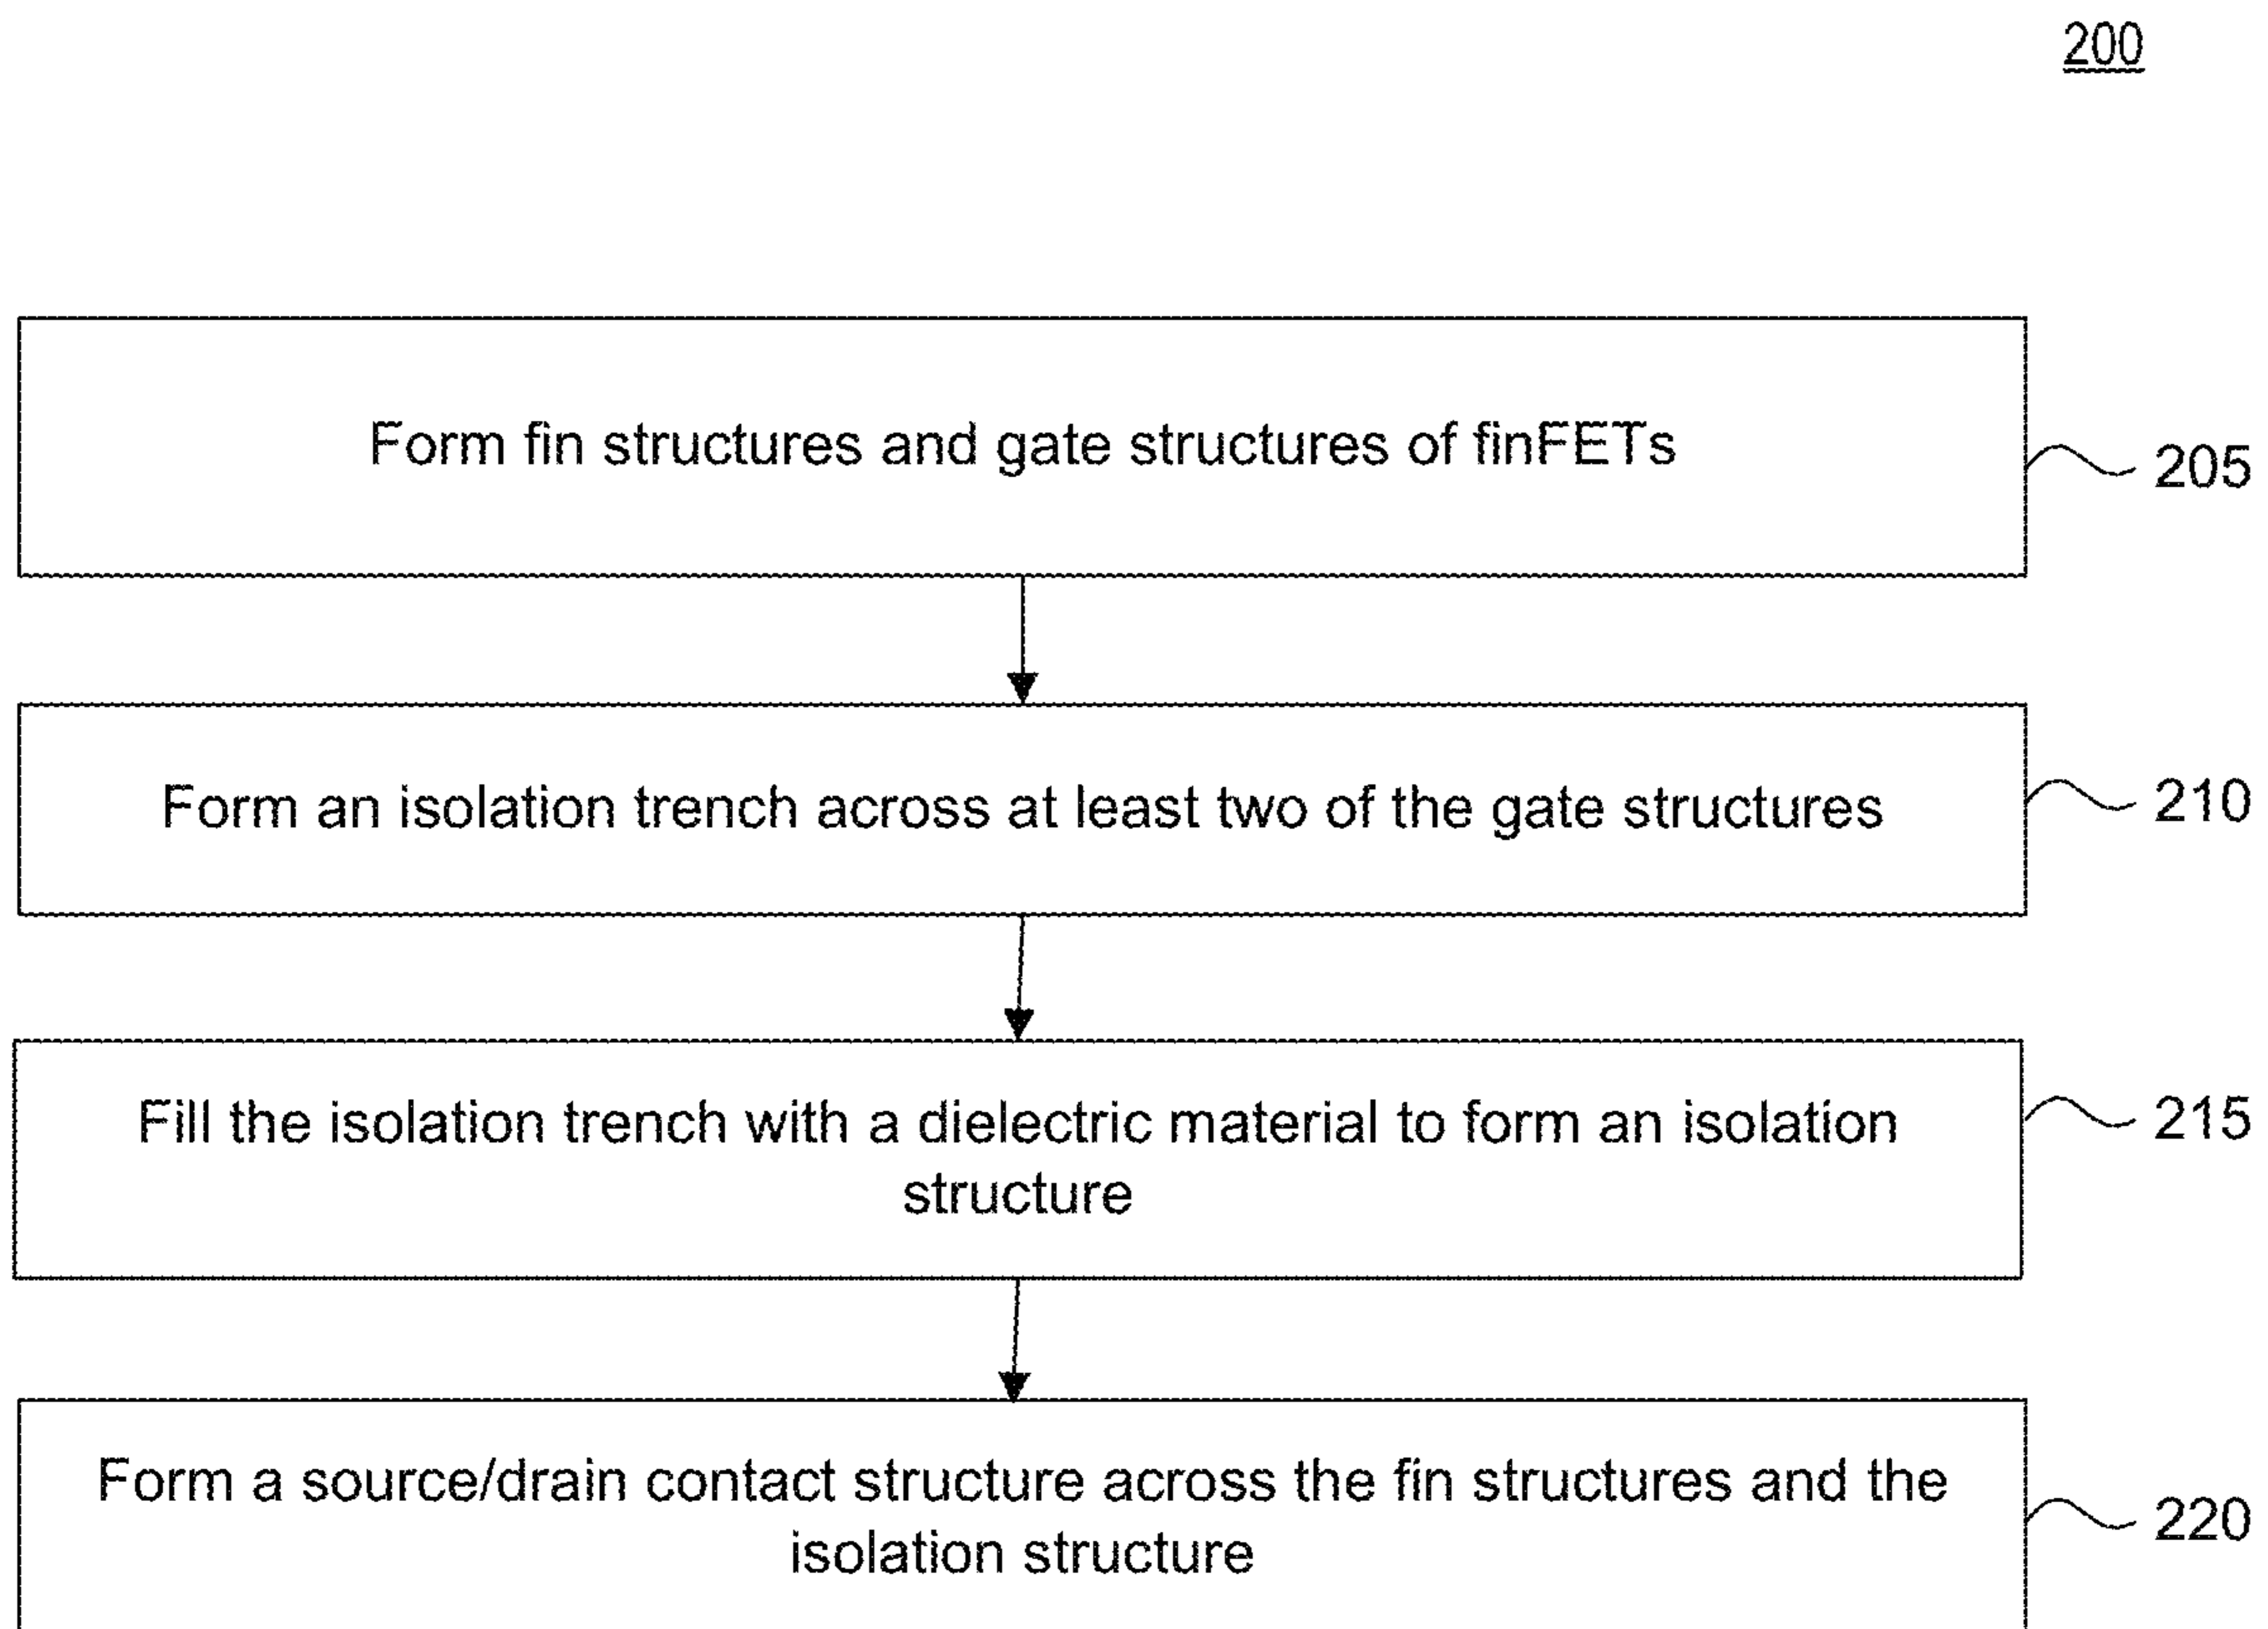 200
Form fin structures and gate structures of finFETs
205
Form an isolation trench across at least two of the gate structures
210
Fill the isolation trench with a dielectric material to form an isolation
structure
215
Form a source/drain contact structure across the fin structures and the
isolation structure
220